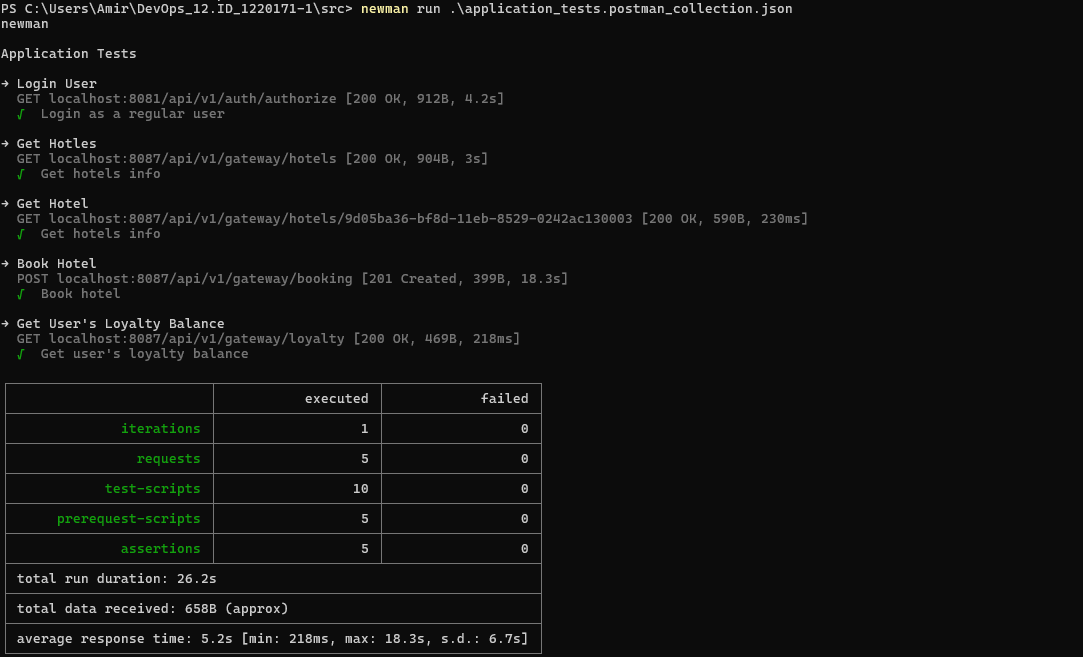 PS C:\Users\Amir\DevOps_12.ID_1220171-1\src> newman run .\application_tests.postman_collection.json
newman
Application Tests
→ Login User
GET localhost:8081/api/v1/auth/authorize [200 OK, 912B, 4.2s]
√ Login as a regular user
→ Get Hotles
GET localhost:8087/api/v1/gateway/hotels [200 OK, 904B, 3s]
√ Get hotels info
→ Get Hotel
GET localhost:8087/api/v1/gateway/hotels/9d05ba36-bf8d-11eb-8529-0242ac130003 [200 OK, 590B, 230ms]
√ Get hotels info
→ Book Hotel
POST localhost:8087/api/v1/gateway/booking [201 Created, 399B, 18.3s]
√ Book hotel
→ Get User's Loyalty Balance
GET localhost:8087/api/v1/gateway/loyalty [200 OK, 469B, 218ms]
√ Get user's loyalty balance
executed failed
iterations 1 0
requests 5 0
test-scripts 10 0
prerequest-scripts 5 0
assertions 5 0
total run duration: 26.2s
total data received: 658B (approx)
average response time: 5.2s [min: 218ms, max: 18.3s, s.d.: 6.7s]